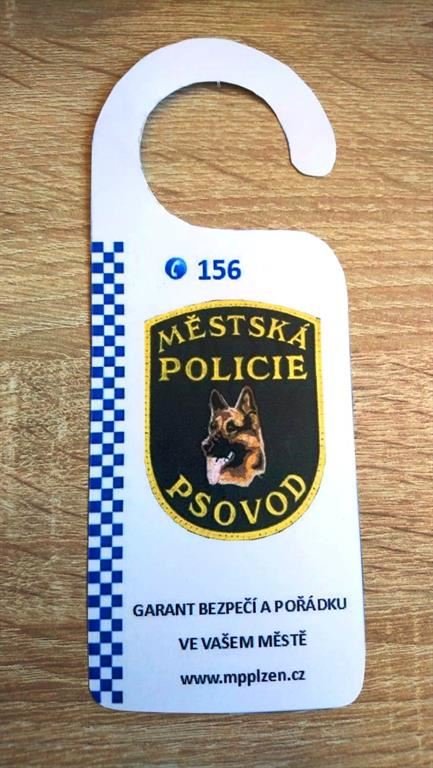 156
MĚSTSKÁ
POLICIE
PSOVOD
GARANT BEZPEČÍ A POŘÁDKU
VE VAŠEM MĚSTĚ
www.mpplzen.cz